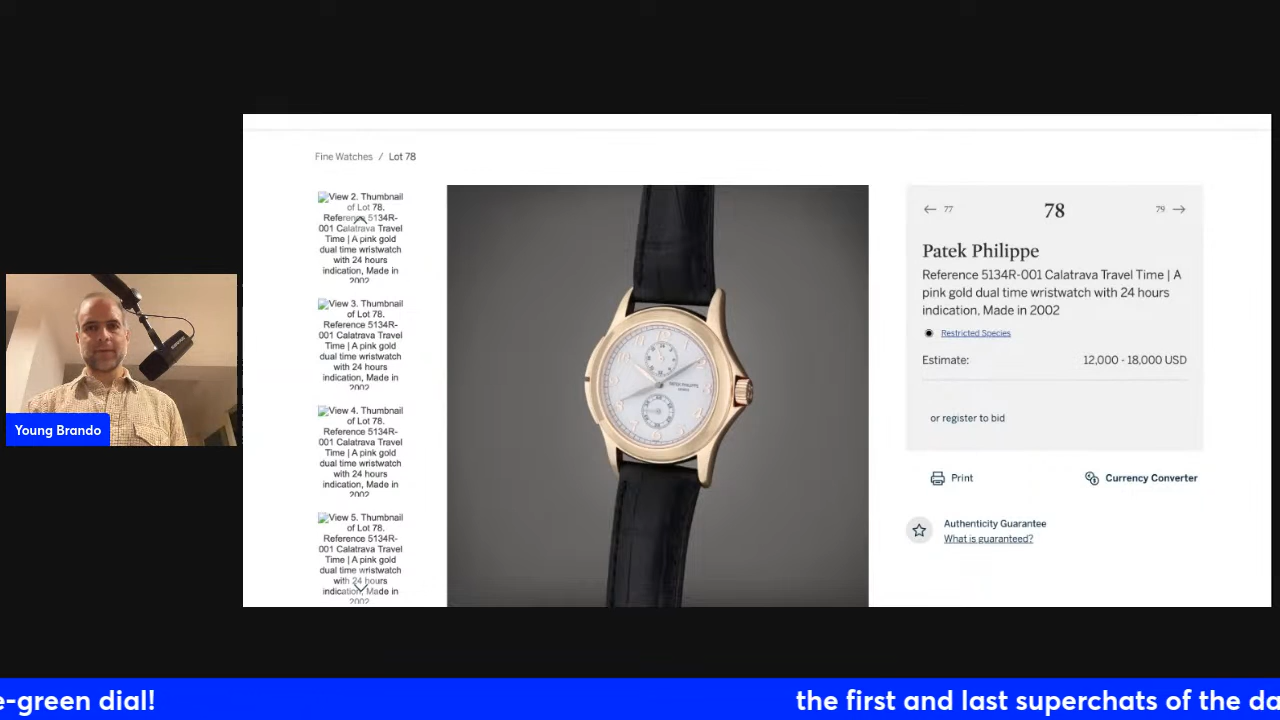 Fine Watches / Lot 78
View 2. Thumbnail
of Lot 78.
Reference 5134R-
001 Calatrava Travel
Time | A pink gold
dual time wristwatch
with 24 hours
indication, Made in
2002
View 3. Thumbnail
of Lot 78.
Reference 5134R-
001 Calatrava Travel
Time | A pink gold
dual time wristwatch
with 24 hours
indication, Made in
2002
View 4. Thumbnail
of Lot 78.
Reference 5134R-
001 Calatrava Travel
Time | A pink gold
dual time wristwatch
with 24 hours
indication, Made in
2002
View 5. Thumbnail
of Lot 78.
Reference 5134R-
001 Calatrava Travel
Time | A pink gold
dual time wristwatch
with 24 hours
indication, Made in
2002
PATEK PHILIPPE
GENEVE
77
78
79
Patek Philippe
Reference 5134R-001 Calatrava Travel Time | A
pink gold dual time wristwatch with 24 hours
indication, Made in 2002
Restricted Species
Estimate: 12,000 - 18,000 USD
or register to bid
Print
Currency Converter
Authenticity Guarantee
What is guaranteed?
Young Brando
e-green dial! the first and last superchats of the da